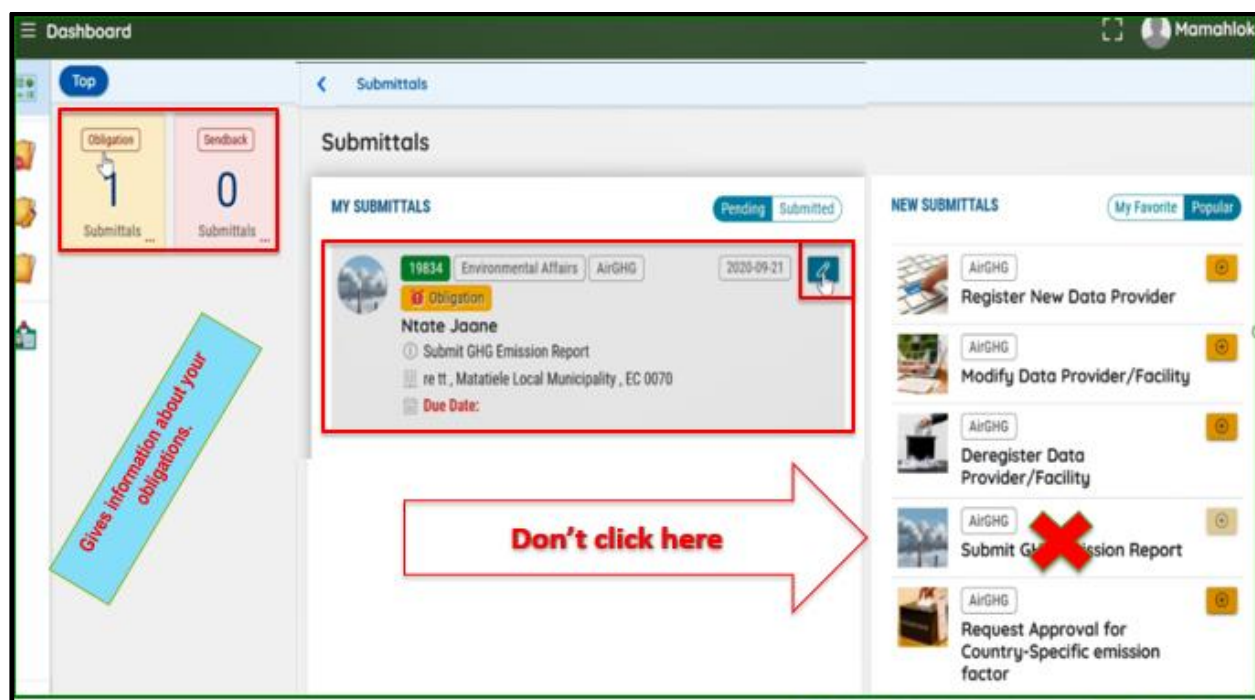 Dashboard
Mamahlok
Top
Submittals
Obligation
Sendback
1
0
Submittals ...
Submittals ...
Submittals
MY SUBMITTALS
Pending Submitted
19834 Environmental Affairs AirGHG 2020-09-21
Obligation
Ntate Jaane
Submit GHG Emission Report
re tt , Matatiele Local Municipality , EC 0070
Due Date:
Gives information about your
obligations.
Don't click here
NEW SUBMITTALS
My Favorite Popular
AirGHG
Register New Data Provider
AirGHG
Modify Data Provider/Facility
AirGHG
Deregister Data
Provider/Facility
AirGHG
Submit Report
AirGHG
Request Approval for
Country-Specific emission
factor